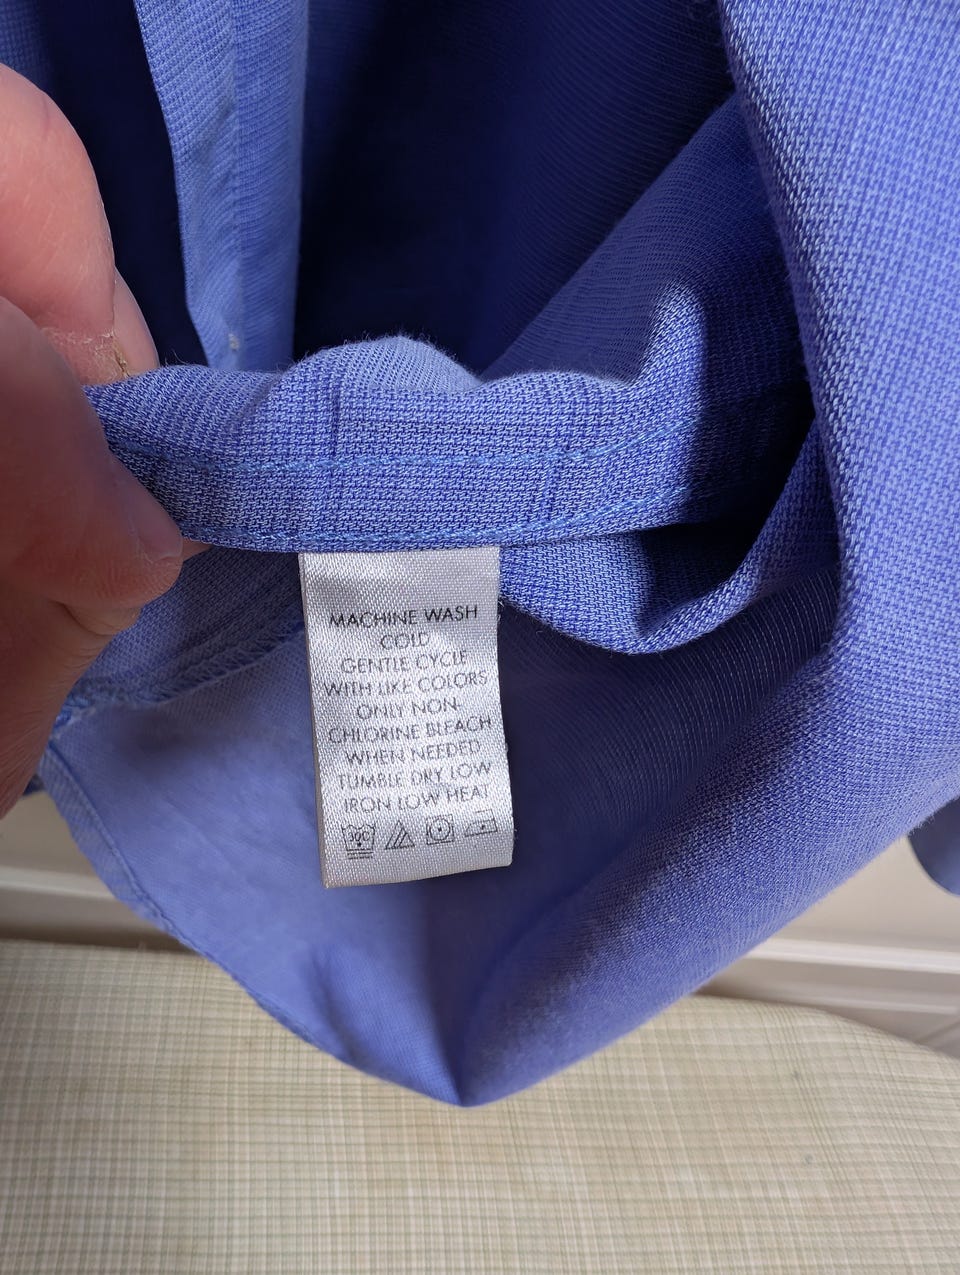 MACHINE WASH
COLD
GENTLE CYCLE
WITH LIKE COLORS
ONLY NON-
CHLORINE BLEACH
WHEN NEEDED
TUMBLE DRY LOW
IRON LOW HEAT
30C